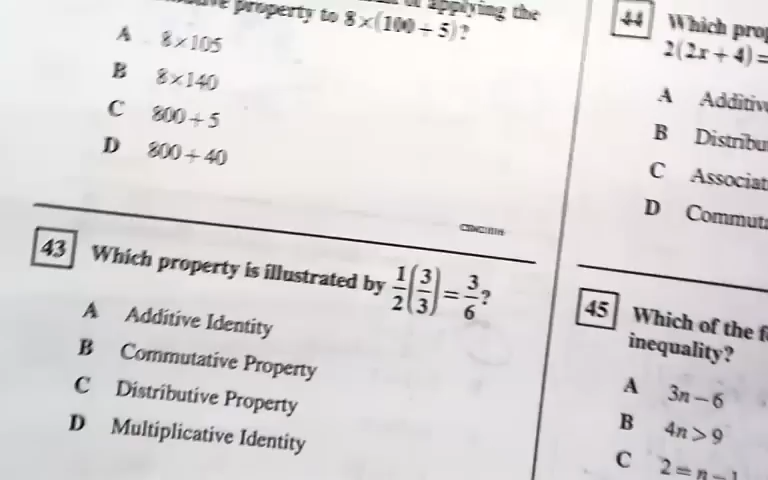 property to 8×(100 + 5)?
A 8×105
B 8×140
C 800+5
D 800+40
43 Which property is illustrated by 1/2(3/3)=3/6?
A Additive Identity
B Commutative Property
C Distributive Property
D Multiplicative Identity
44 Which prop
2(2x + 4) =
A Additiv
B Distribu
C Associat
D Commut
45 Which of the f
inequality?
A 3n – 6
B 4n > 9
C 2 = n – 1